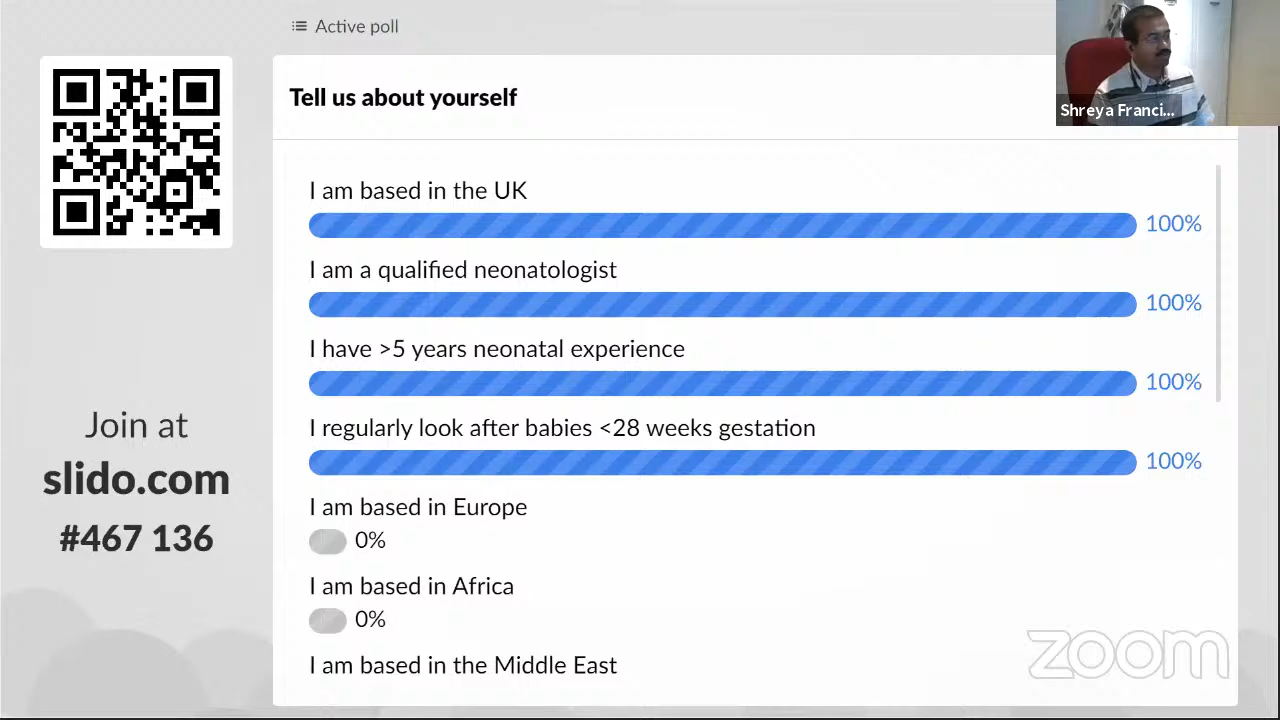 Active poll
Tell us about yourself
Shreya Franci...
I am based in the UK
100%
I am a qualified neonatologist
100%
I have >5 years neonatal experience
100%
I regularly look after babies <28 weeks gestation
100%
I am based in Europe
0%
I am based in Africa
0%
I am based in the Middle East
Join at
slido.com
#467 136
zoom